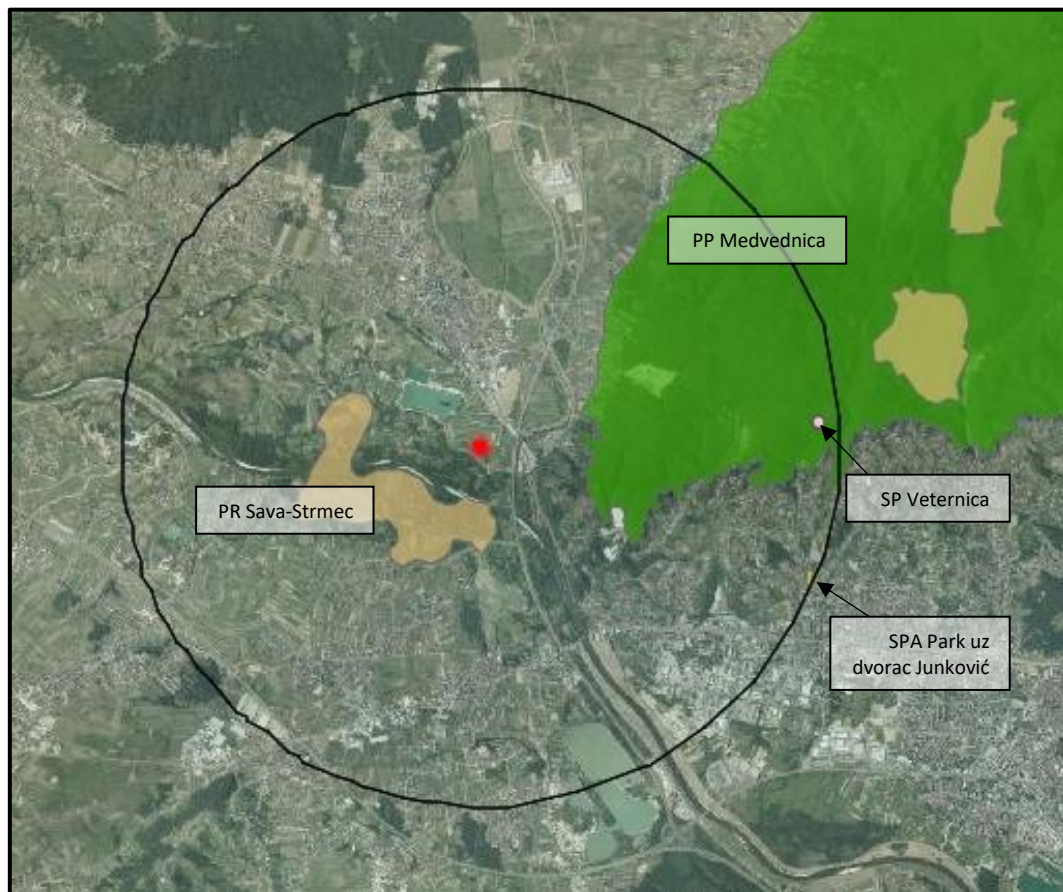 PP Medvednica
SP Veternica
PR Sava-Strmec
SPA Park uz
dvorac Junković